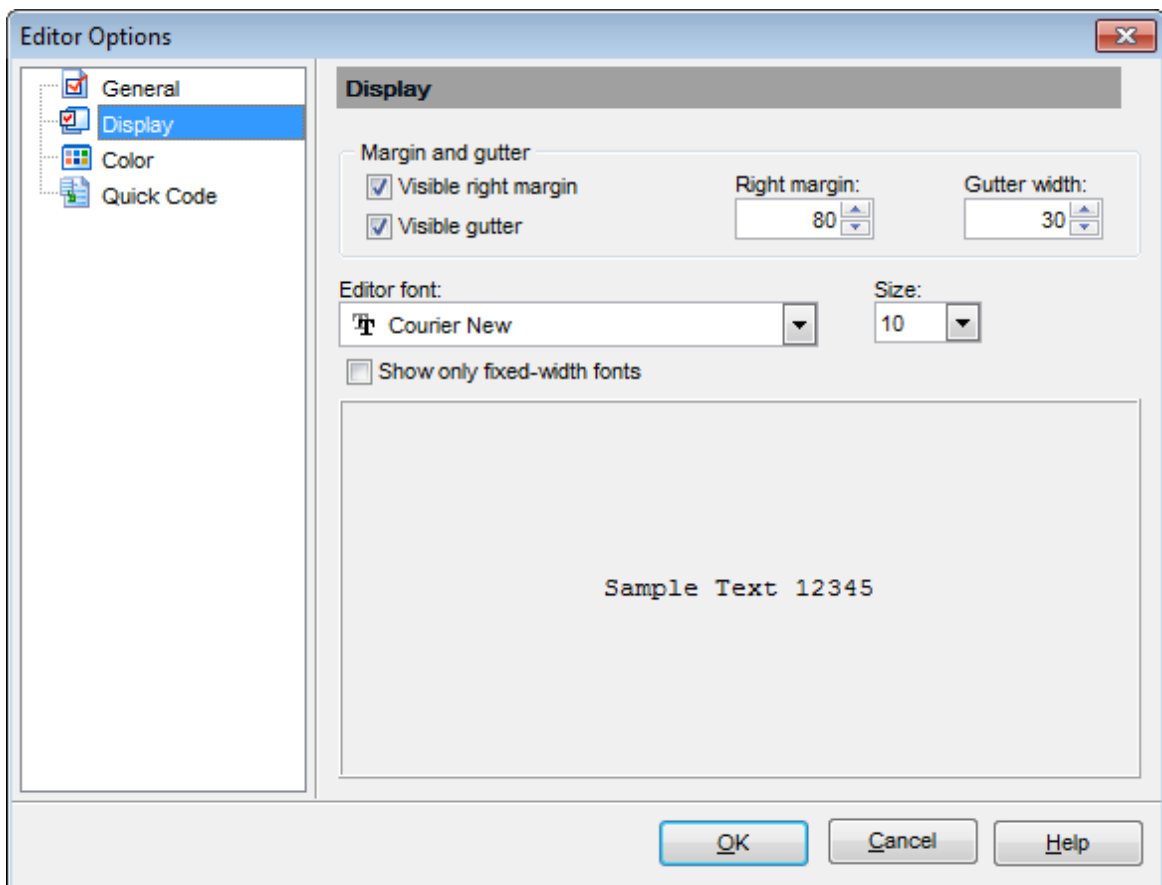 Editor Options
General
Display
Color
Quick Code
Display
Margin and gutter
Visible right margin
Right margin:
Gutter width:
80
30
Visible gutter
Editor font:
Size:
Courier New
10
Show only fixed-width fonts
Sample Text 12345
OK
Cancel
Help